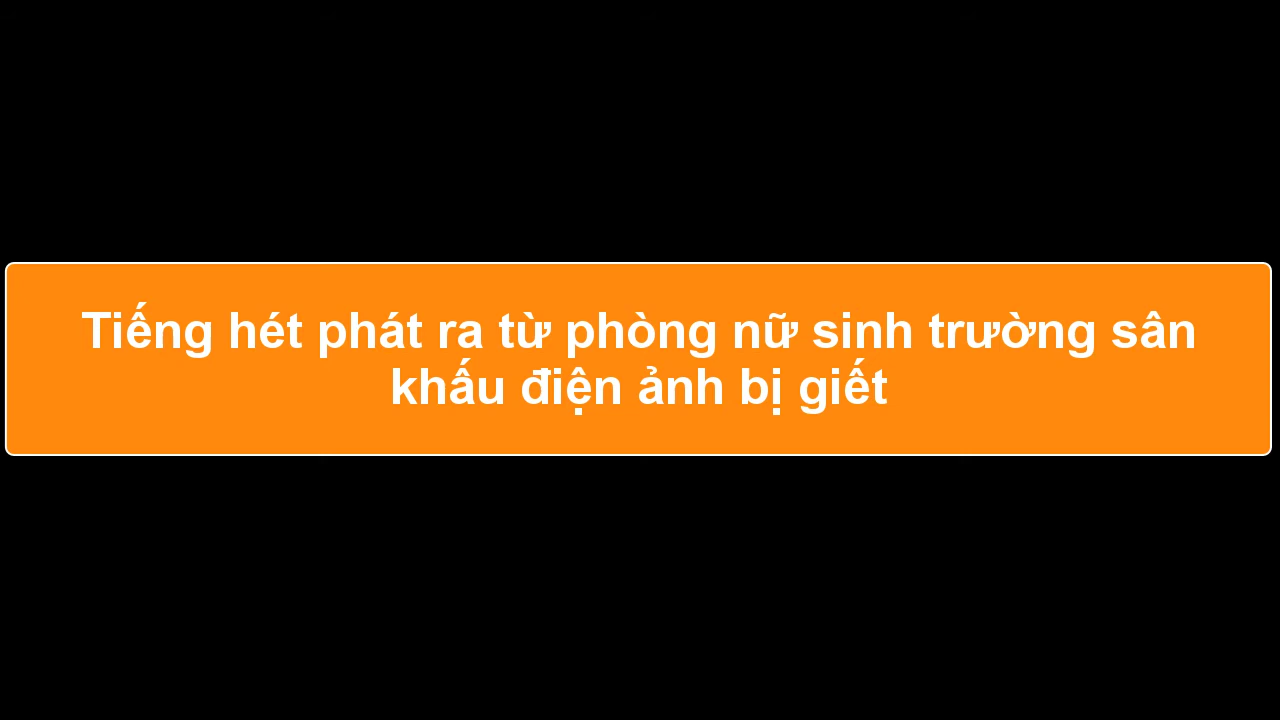 Tiếng hét phát ra từ phòng nữ sinh trường sân
khấu điện ảnh bị giết